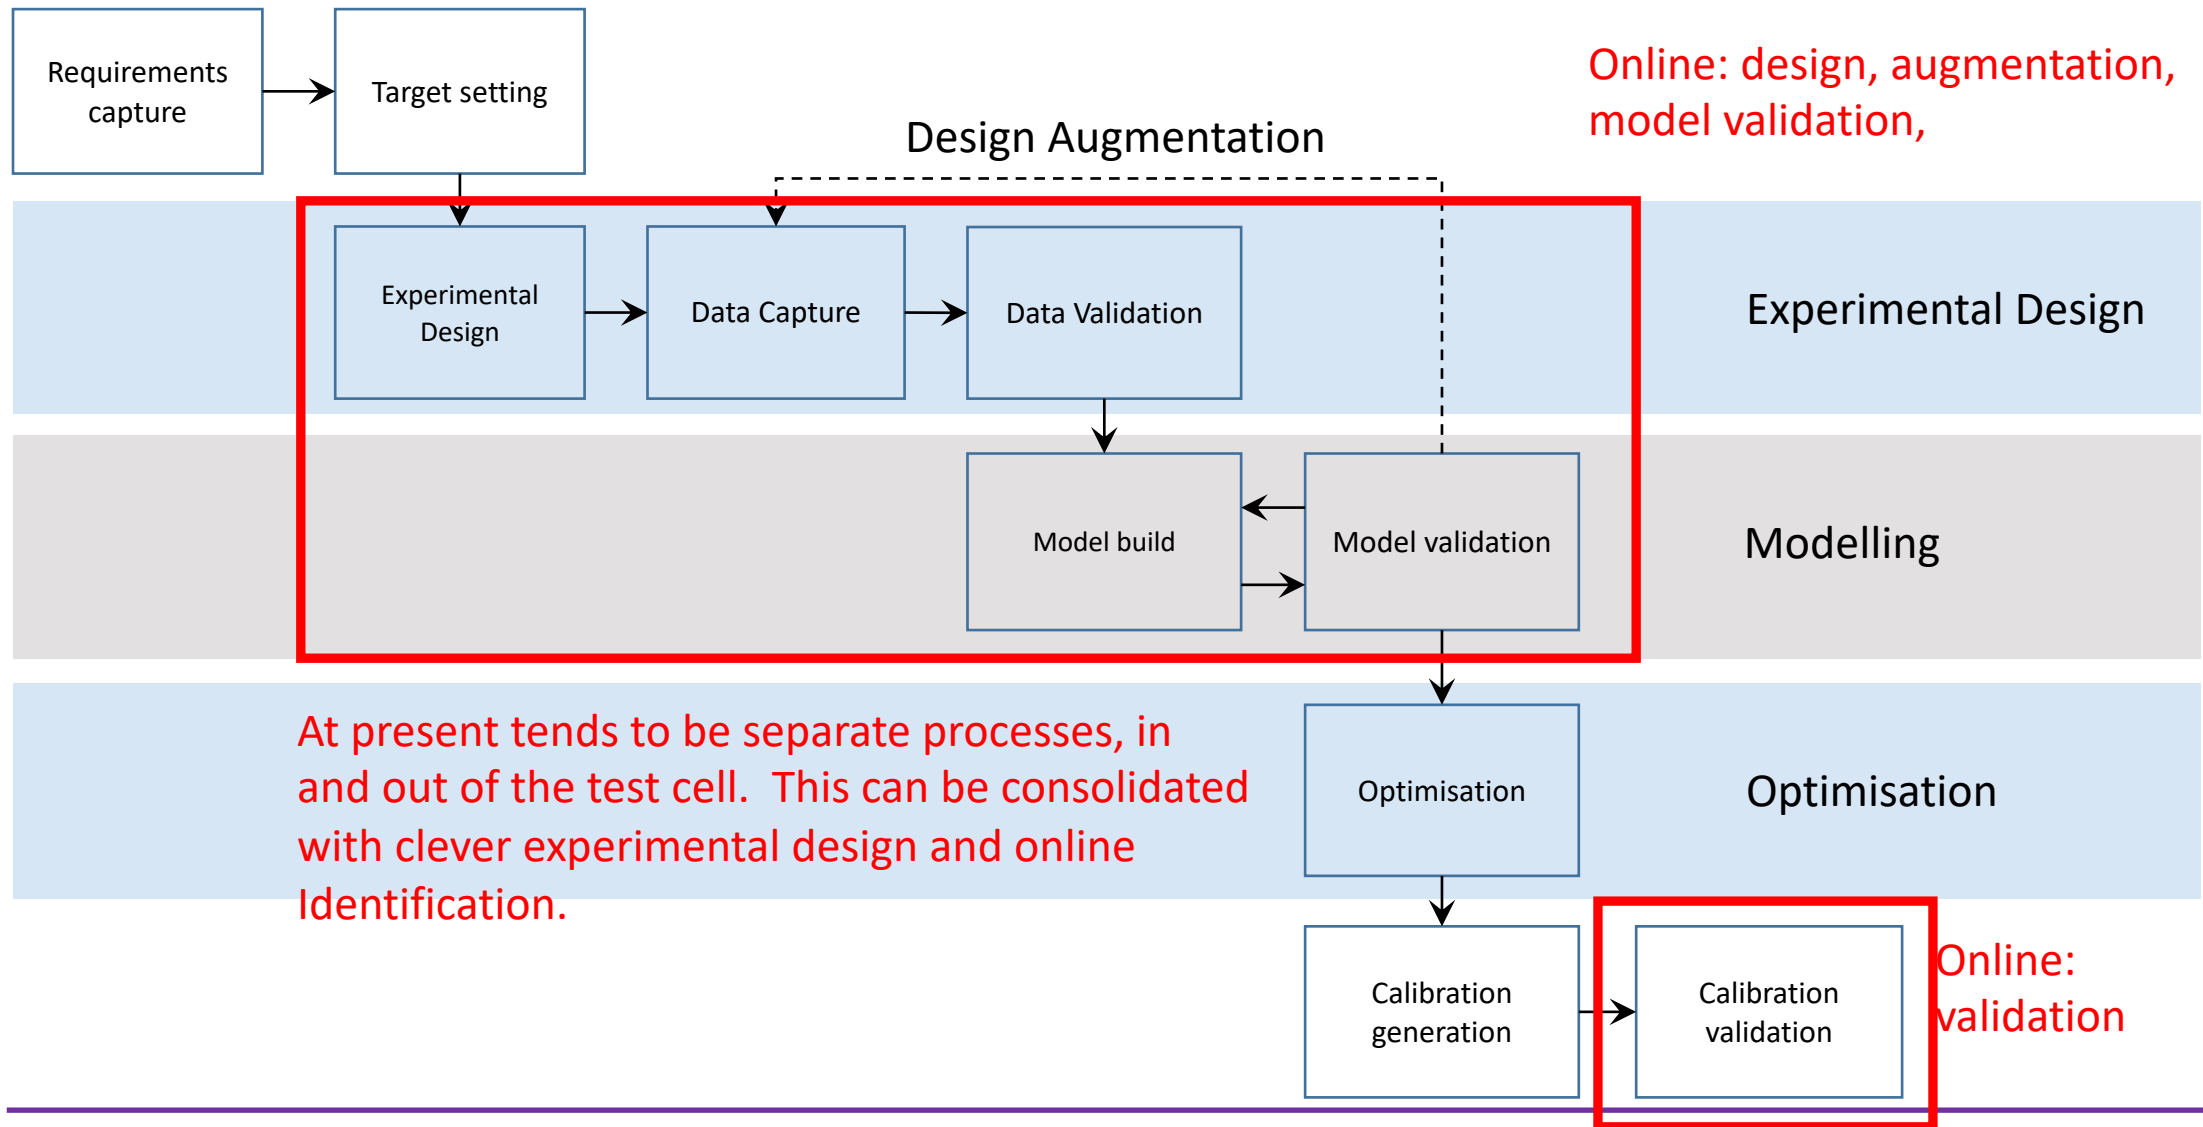 Requirements
capture
Target setting
Online: design, augmentation,
model validation,
Design Augmentation
Experimental
Design
Data Capture
Data Validation
Experimental Design
Model build
Model validation
Modelling
At present tends to be separate processes, in
and out of the test cell.  This can be consolidated
with clever experimental design and online
Identification.
Optimisation
Optimisation
Calibration
generation
Calibration
validation
Online:
validation